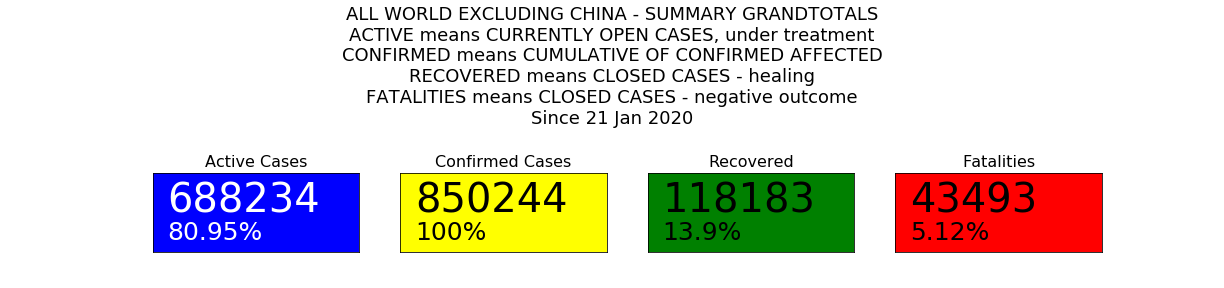 ALL WORLD EXCLUDING CHINA - SUMMARY GRANDTOTALS
ACTIVE means CURRENTLY OPEN CASES, under treatment
CONFIRMED means CUMULATIVE OF CONFIRMED AFFECTED
RECOVERED means CLOSED CASES - healing
FATALITIES means CLOSED CASES - negative outcome
Since 21 Jan 2020
Active Cases
688234
80.95%
Confirmed Cases
850244
100%
Recovered
118183
13.9%
Fatalities
43493
5.12%